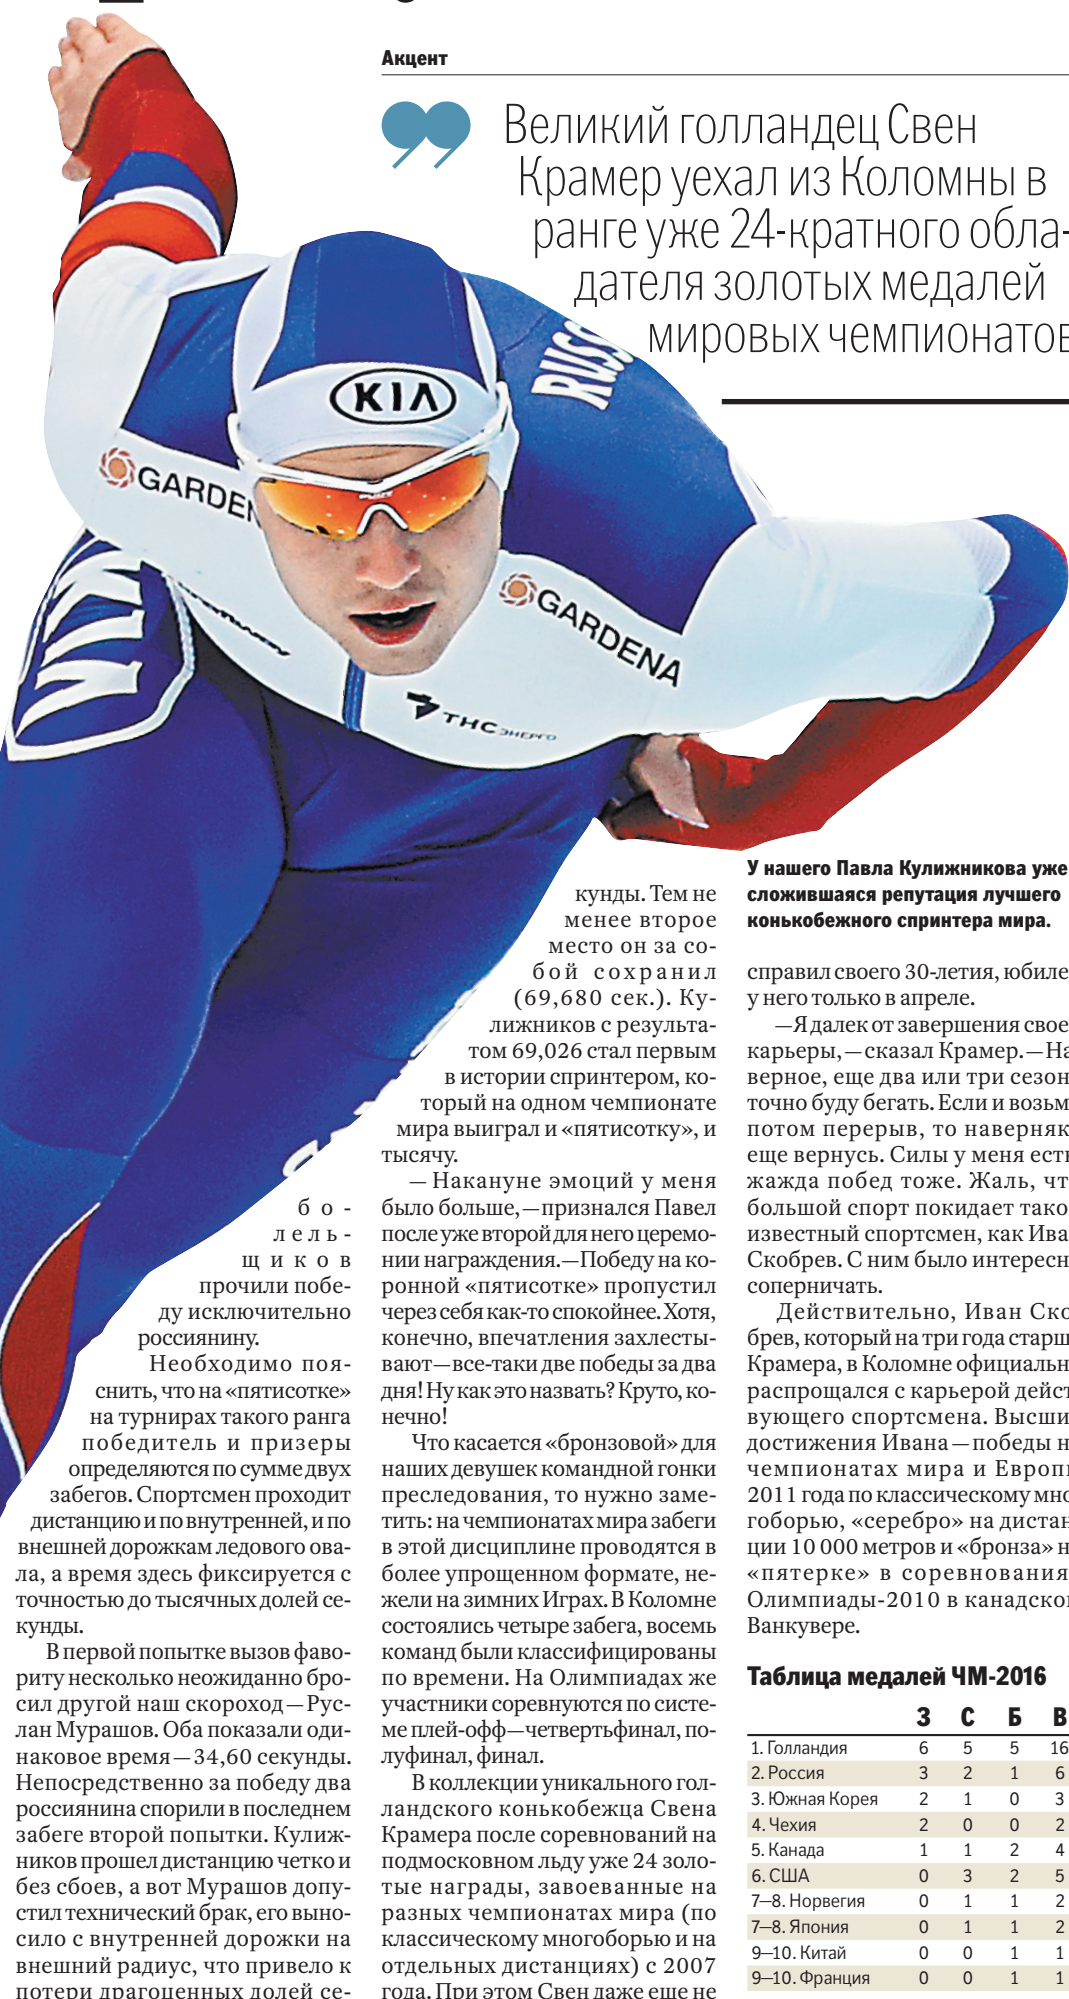 Акцент
Великий голландец Свен
Крамер уехал из Коломны в
ранге уже 24-кратного обла-
дателя золотых медалей
мировых чемпионатов
KIA
GARDEN
GARDENA
ТНС ЭНЕРГО
У нашего Павла Кулижникова уже
сложившаяся репутация лучшего
конькобежного спринтера мира.
бо-
лель-
щиков
прочили побе-
ду исключительно
россиянину.
Необходимо поя-
снить, что на «пятисотке»
на турнирах такого ранга
победитель и призеры
определяются по сумме двух
забегов. Спортсмен проходит
дистанцию и по внутренней, и по
внешней дорожкам ледового ова-
ла, а время здесь фиксируется с
точностью до тысячных долей се-
кунды.
В первой попытке вызов фаво-
риту несколько неожиданно бро-
сил другой наш скороход — Рус-
лан Мурашов. Оба показали оди-
наковое время — 34,60 секунды.
Непосредственно за победу два
россиянина спорили в последнем
забеге второй попытки. Кулиж-
ников прошел дистанцию четко и
без сбоев, а вот Мурашов допу-
стил технический брак, его выно-
сило с внутренней дорожки на
внешний радиус, что привело к
потери драгоценных долей се-
кунды. Тем не
менее второе
место он за со-
бой сохранил
(69,680 сек.). Ку-
лижников с результа-
том 69,026 стал первым
в истории спринтером, ко-
торый на одном чемпионате
мира выиграл и «пятисотку», и
тысячу.
— Накануне эмоций у меня
было больше, — признался Павел
после уже второй для него церемо-
нии награждения. — Победу на ко-
ронной «пятисотке» пропустил
через себя как-то спокойнее. Хотя,
конечно, впечатления захлесты-
вают — все-таки две победы за два
дня! Ну как это назвать? Круто, ко-
нечно!
Что касается «бронзовой» для
наших девушек командной гонки
преследования, то нужно заме-
тить: на чемпионатах мира забеги
в этой дисциплине проводятся в
более упрощенном формате, не-
жели на зимних Играх. В Коломне
состоялись четыре забега, восемь
команд были классифицированы
по времени. На Олимпиадах же
участники соревнуются по систе-
ме плей-офф — четвертьфинал, по-
луфинал, финал.
В коллекции уникального гол-
ландского конькобежца Свена
Крамера после соревнований на
подмосковном льду уже 24 золо-
тые награды, завоеванные на
разных чемпионатах мира (по
классическому многоборью и на
отдельных дистанциях) с 2007
года. При этом Свен даже еще не
справил своего 30-летия, юбиле
у него только в апреле.
— Я далек от завершения свое
карьеры, — сказал Крамер. — На
верное, еще два или три сезон
точно буду бегать. Если и возьм
потом перерыв, то наверняк
еще вернусь. Силы у меня есть
жажда побед тоже. Жаль, чт
большой спорт покидает тако
известный спортсмен, как Ива
Скобрев. С ним было интересн
соперничать.
Действительно, Иван Ско
брев, который на три года старш
Крамера, в Коломне официальн
распрощался с карьерой дейст
вующего спортсмена. Высши
достижения Ивана — победы н
чемпионатах мира и Европы
2011 года по классическому мно
гоборью, «серебро» на дистан
ции 10 000 метров и «бронза» н
«пятерке» в соревнования
Олимпиады-2010 в канадско
Ванкувере.
Таблица медалей ЧМ-2016
З С Б В
1. Голландия 6 5 5 16
2. Россия 3 2 1 6
3. Южная Корея 2 1 0 3
4. Чехия 2 0 0 2
5. Канада 1 1 2 4
6. США 0 3 2 5
7—8. Норвегия 0 1 1 2
7—8. Япония 0 1 1 2
9—10. Китай 0 0 1 1
9—10. Франция 0 0 1 1